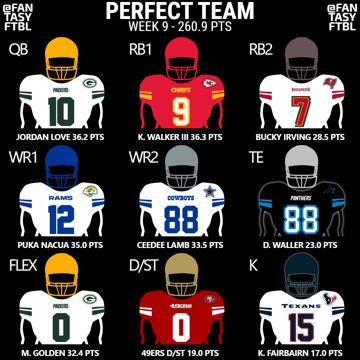 @FAN
TASY
FTBL
PERFECT TEAM
WEEK 9 - 260.9 PTS
@FAN
TASY
FTBL
QB
RB1
RB2
PACKERS
10
CHIEFS
9
BUCCANEERS
7
JORDAN LOVE 36.2 PTS
K. WALKER III 36.3 PTS
BUCKY IRVING 28.5 PTS
WR1
WR2
TE
RAMS
12
COWBOYS
88
PANTHERS
88
PUKA NACUA 35.0 PTS
CEEDEE LAMB 33.5 PTS
D. WALLER 23.0 PTS
FLEX
D/ST
K
PACKERS
0
49ERS
0
TEXANS
15
M. GOLDEN 32.4 PTS
49ERS D/ST 19.0 PTS
K. FAIRBAIRN 17.0 PTS